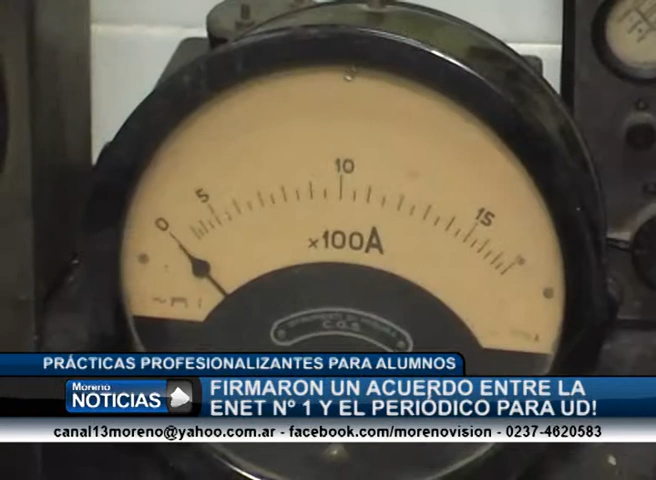 0 5 10 15
×100A
C.G.S.
PRÁCTICAS PROFESIONALIZANTES PARA ALUMNOS
Moreno
NOTICIAS
FIRMARON UN ACUERDO ENTRE LA
ENET Nº 1 Y EL PERIÓDICO PARA UD!
canal13moreno@yahoo.com.ar - facebook.com/morenovision - 0237-4620583